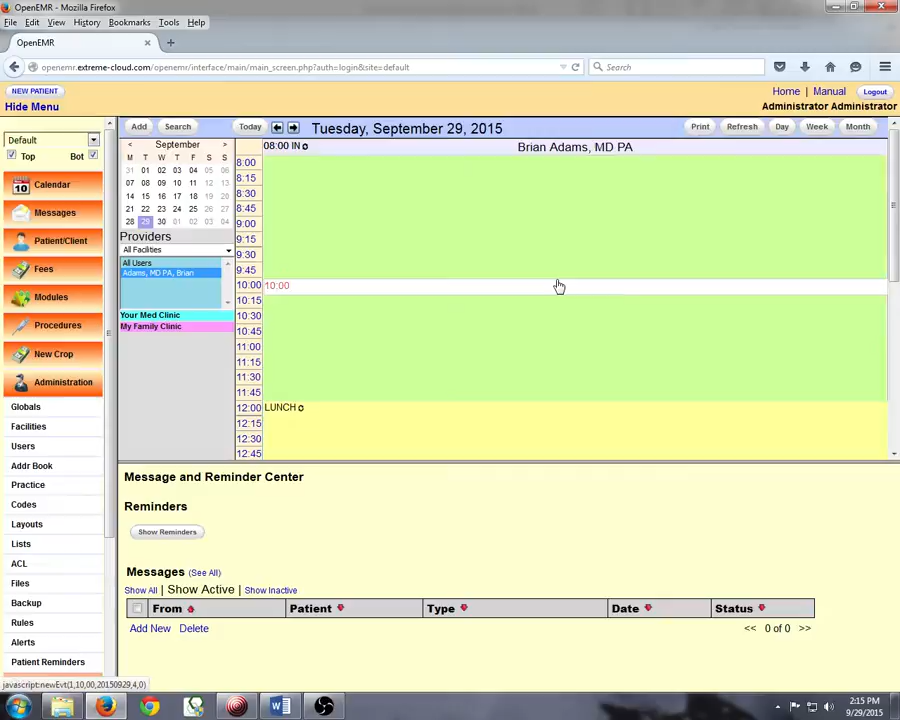 OpenEMR - Mozilla Firefox
File Edit View History Bookmarks Tools Help
OpenEMR
openemr.extreme-cloud.com/openemr/interface/main/main_screen.php?auth=login&site=default
Search
NEW PATIENT
Home | Manual Logout
Hide Menu
Administrator Administrator
Default
Top Bot
Calendar
Messages
Patient/Client
Fees
Modules
Procedures
New Crop
Administration
Globals
Facilities
Users
Addr Book
Practice
Codes
Layouts
Lists
ACL
Files
Backup
Rules
Alerts
Patient Reminders
Add Search Today Tuesday, September 29, 2015 Print Refresh Day Week Month
< September >
M T W T F S S
31 01 02 03 04 05 06
07 08 09 10 11 12 13
14 15 16 17 18 19 20
21 22 23 24 25 26 27
28 29 30 01 02 03 04
Providers
All Facilities
All Users
Adams, MD PA, Brian
Your Med Clinic
My Family Clinic
08:00 IN Brian Adams, MD PA
8:00
8:15
8:30
8:45
9:00
9:15
9:30
9:45
10:00 10:00
10:15
10:30
10:45
11:00
11:15
11:30
11:45
12:00 LUNCH
12:15
12:30
12:45
Message and Reminder Center
Reminders
Show Reminders
Messages (See All)
Show All | Show Active | Show Inactive
From Patient Type Date Status
Add New Delete << 0 of 0 >>
javascript:newEvt(1,10,00,20150929,4,0)
2:15 PM
9/29/2015